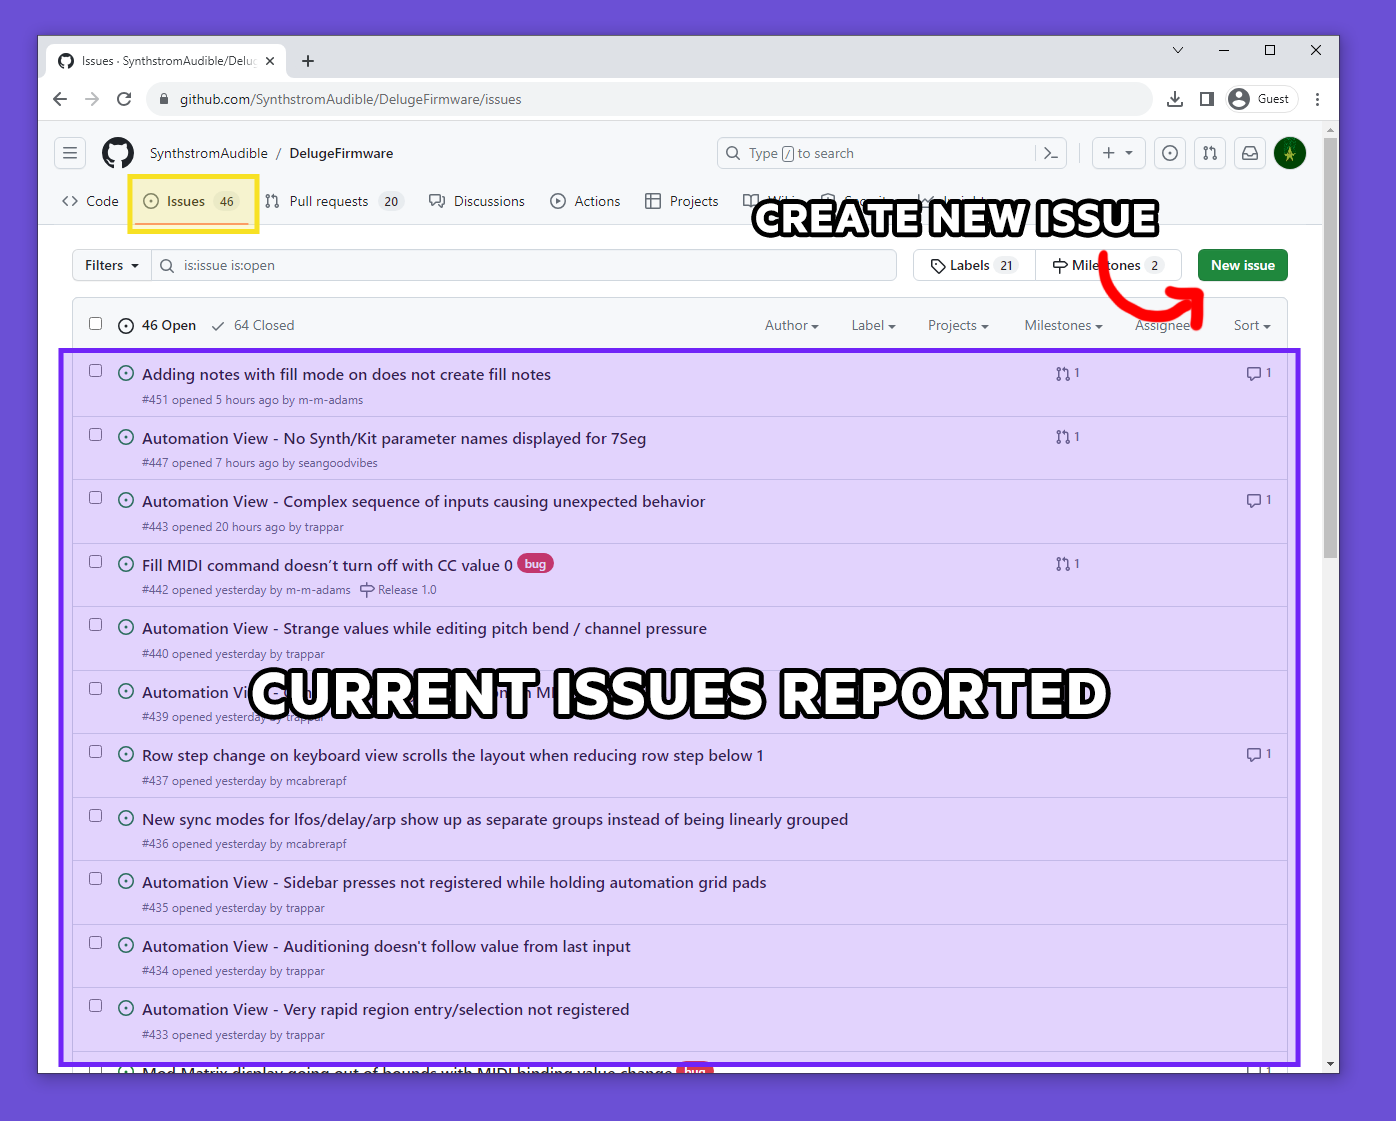 Issues · SynthstromAudible/Delug
github.com/SynthstromAudible/DelugeFirmware/issues
Guest
SynthstromAudible / DelugeFirmware
Type / to search
Code
Issues 46
Pull requests 20
Discussions
Actions
Projects
CREATE NEW ISSUE
Filters
is:issue is:open
Labels 21
Milestones 2
New issue
46 Open
64 Closed
Author
Label
Projects
Milestones
Assignee
Sort
Adding notes with fill mode on does not create fill notes
1
1
#451 opened 5 hours ago by m-m-adams
Automation View - No Synth/Kit parameter names displayed for 7Seg
1
#447 opened 7 hours ago by seangoodvibes
Automation View - Complex sequence of inputs causing unexpected behavior
1
#443 opened 20 hours ago by trappar
Fill MIDI command doesn't turn off with CC value 0 bug
1
#442 opened yesterday by m-m-adams Release 1.0
Automation View - Strange values while editing pitch bend / channel pressure
#440 opened yesterday by trappar
Automation
CURRENT ISSUES REPORTED
#439 opened yesterday by trappar
Row step change on keyboard view scrolls the layout when reducing row step below 1
1
#437 opened yesterday by mcabrerapf
New sync modes for lfos/delay/arp show up as separate groups instead of being linearly grouped
#436 opened yesterday by mcabrerapf
Automation View - Sidebar presses not registered while holding automation grid pads
#435 opened yesterday by trappar
Automation View - Auditioning doesn't follow value from last input
#434 opened yesterday by trappar
Automation View - Very rapid region entry/selection not registered
#433 opened yesterday by trappar
Mod Matrix display going out of bounds with MIDI binding value change bug
1